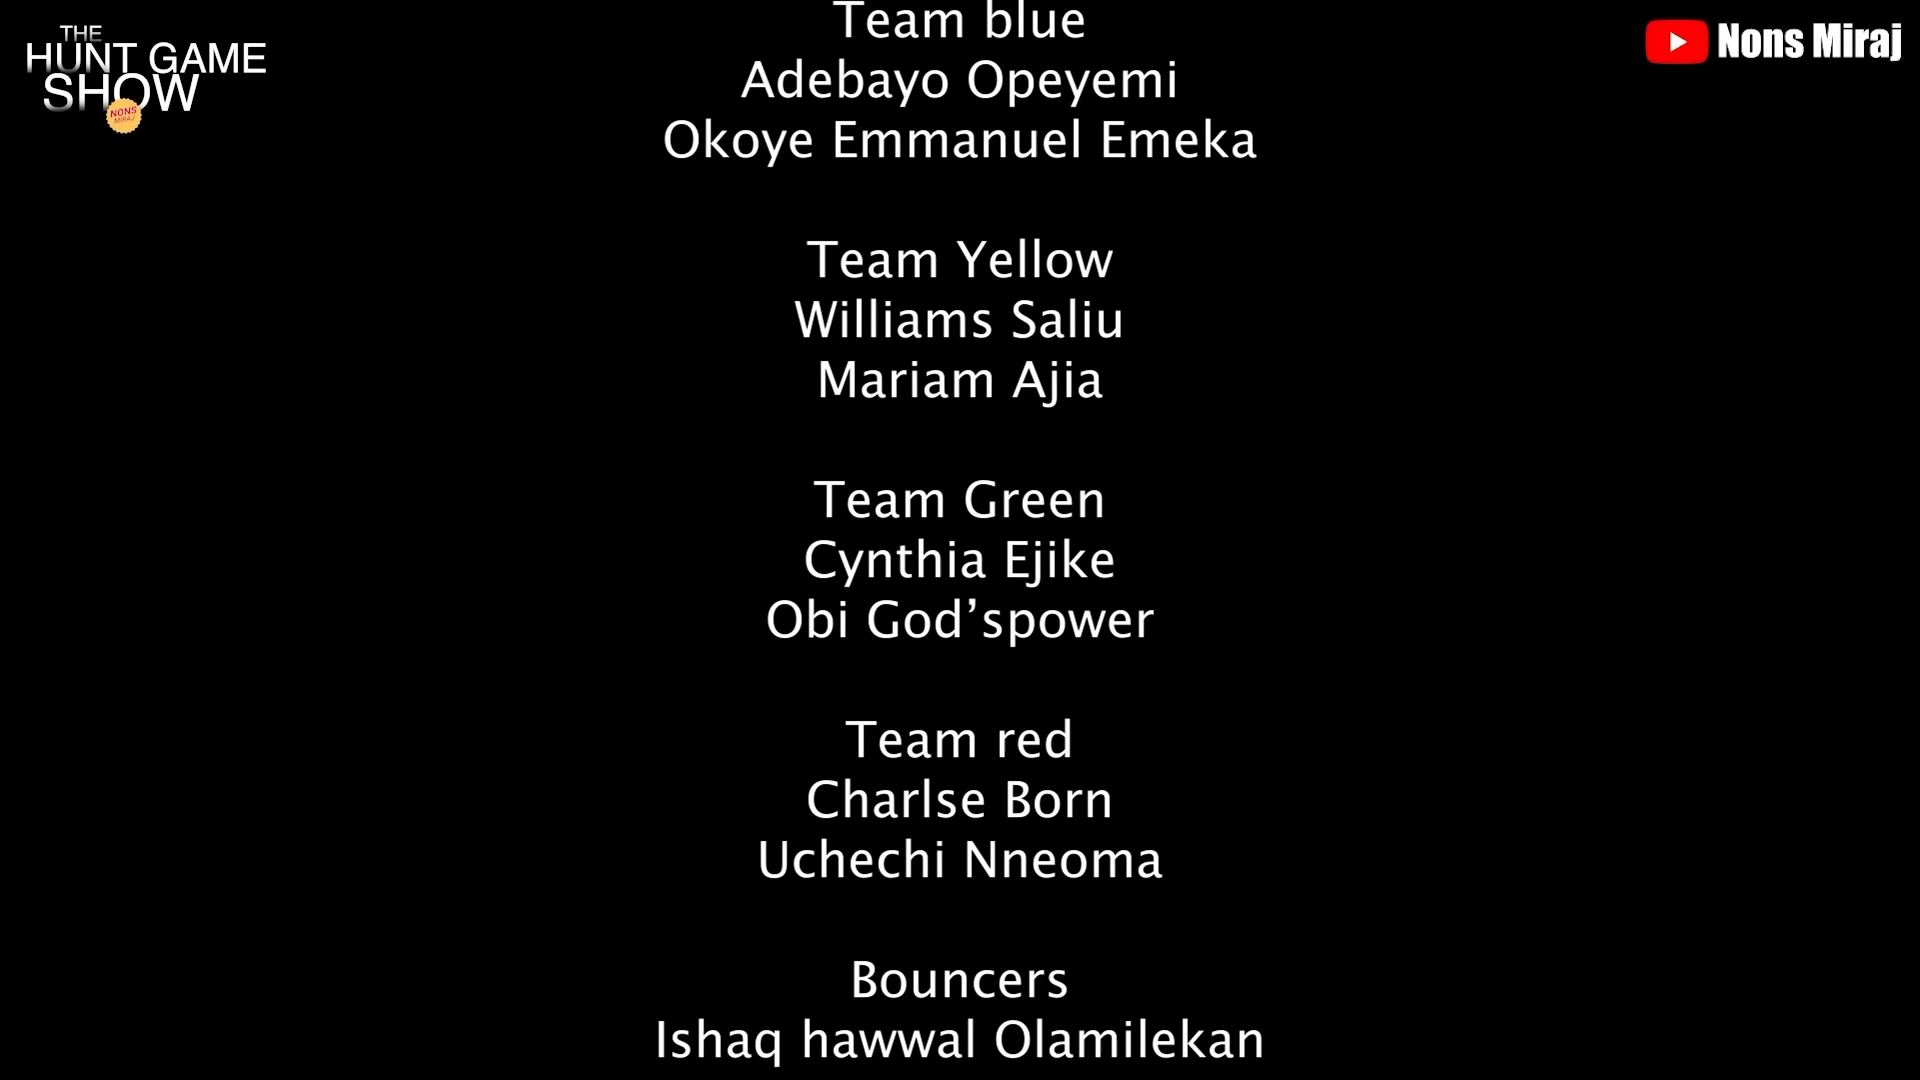 THE
HUNT GAME
SHOW
NONS
MIRAJ
Nons Miraj
Team blue
Adebayo Opeyemi
Okoye Emmanuel Emeka
Team Yellow
Williams Saliu
Mariam Ajia
Team Green
Cynthia Ejike
Obi God’spower
Team red
Charlse Born
Uchechi Nneoma
Bouncers
Ishaq hawwal Olamilekan